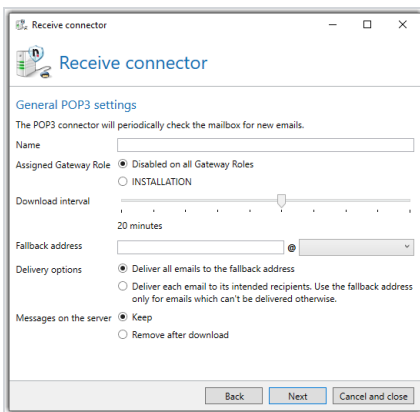 Receive connector
Receive connector
General POP3 settings
The POP3 connector will periodically check the mailbox for new emails.
Name
Assigned Gateway Role
Disabled on all Gateway Roles
INSTALLATION
Download interval
20 minutes
Fallback address
@
Delivery options
Deliver all emails to the fallback address
Deliver each email to its intended recipients. Use the fallback address
only for emails which can't be delivered otherwise.
Messages on the server
Keep
Remove after download
Back
Next
Cancel and close